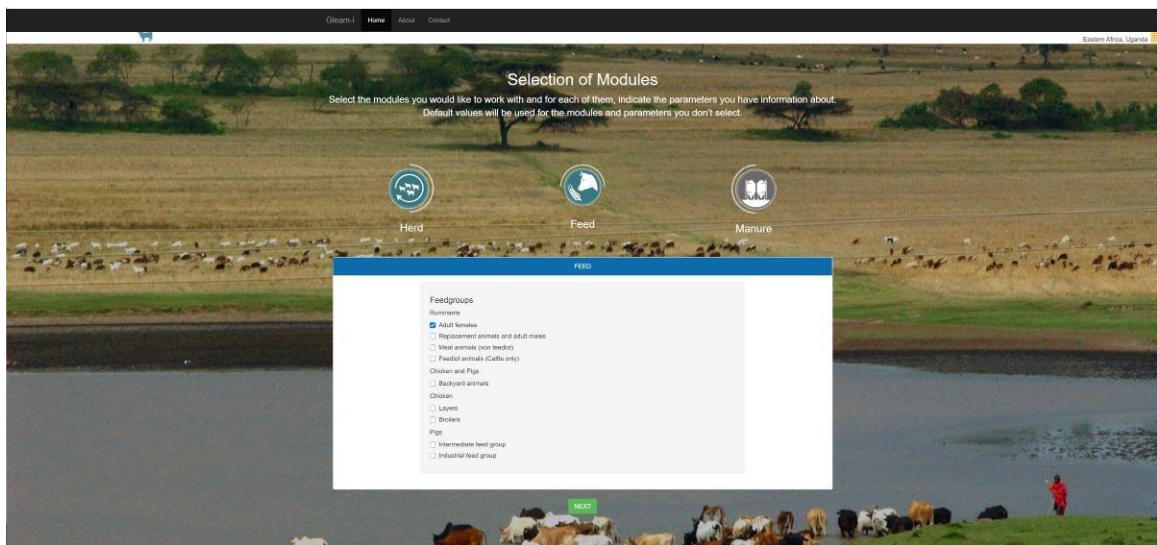 Gleam-i Home About Contact
Eastern Africa, Uganda
Selection of Modules
Select the modules you would like to work with and for each of them, indicate the parameters you have information about.
Default values will be used for the modules and parameters you don't select.
Herd
Feed
Manure
FEED
Feedgroups
Ruminants
Adult females
Replacement animals and adult males
Meat animals (non feedlot)
Feedlot animals (Cattle only)
Chicken and Pigs
Backyard animals
Chicken
Layers
Broilers
Pigs
Intermediate feed group
Industrial feed group
NEXT